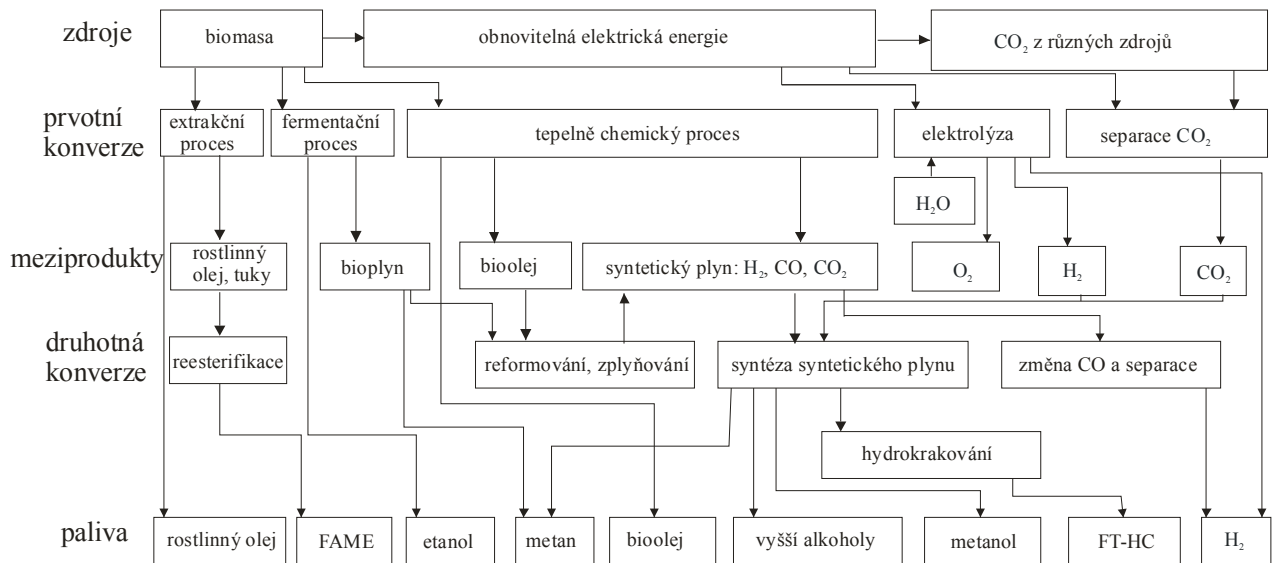 zdroje
biomasa
obnovitelná elektrická energie
CO₂ z různých zdrojů
prvotní
konverze
extrakční
proces
fermentační
proces
tepelně chemický proces
elektrolýza
separace CO₂
H₂O
meziprodukty
rostlinný
olej, tuky
bioplyn
bioolej
syntetický plyn: H₂, CO, CO₂
O₂
H₂
CO₂
druhotná
konverze
reesterifikace
reformování, zplyňování
syntéza syntetického plynu
změna CO a separace
hydrokrakování
paliva
rostlinný olej
FAME
etanol
metan
bioolej
vyšší alkoholy
metanol
FT-HC
H₂